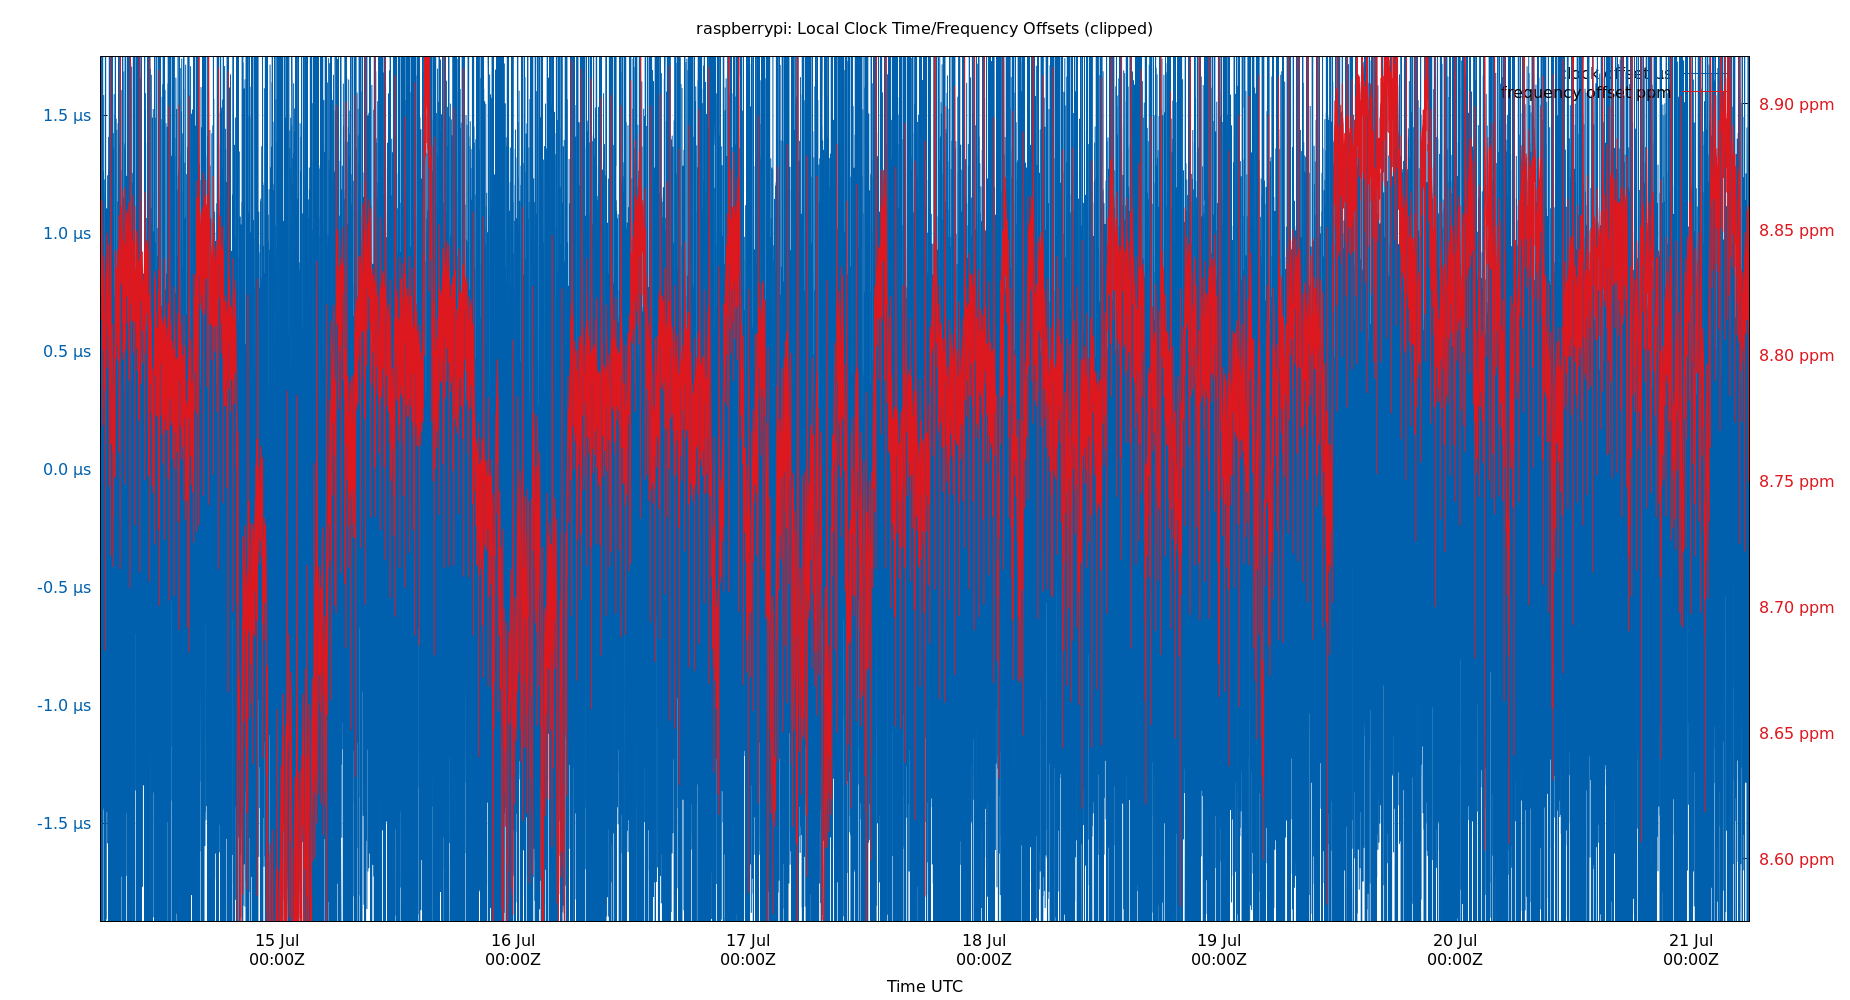 raspberrypi: Local Clock Time/Frequency Offsets (clipped)
clock offset us
frequency offset ppm
1.5 µs
1.0 µs
0.5 µs
0.0 µs
-0.5 µs
-1.0 µs
-1.5 µs
8.90 ppm
8.85 ppm
8.80 ppm
8.75 ppm
8.70 ppm
8.65 ppm
8.60 ppm
15 Jul 16 Jul 17 Jul 18 Jul 19 Jul 20 Jul 21 Jul
00:00Z 00:00Z 00:00Z 00:00Z 00:00Z 00:00Z 00:00Z
Time UTC